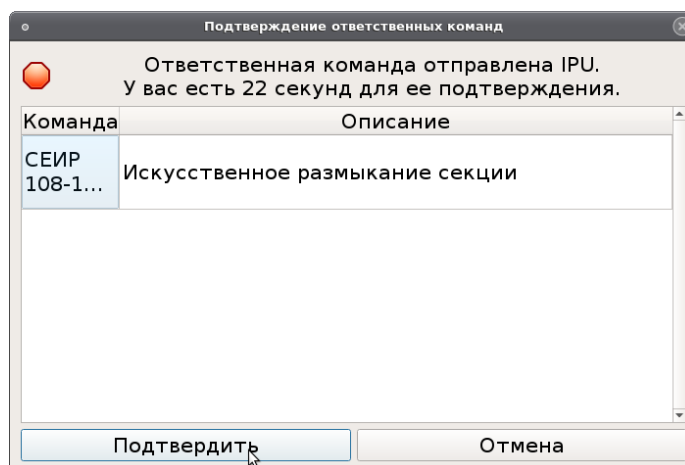 Подтверждение ответственных команд
Ответственная команда отправлена IPU.
У вас есть 22 секунд для ее подтверждения.
Команда Описание
СЕИР
108-1... Искусственное размыкание секции
Подтвердить Отмена